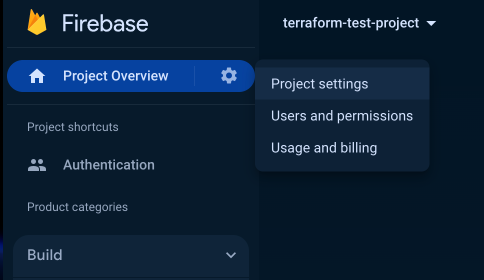 Firebase
terraform-test-project
Project Overview
Project settings
Users and permissions
Usage and billing
Project shortcuts
Authentication
Product categories
Build